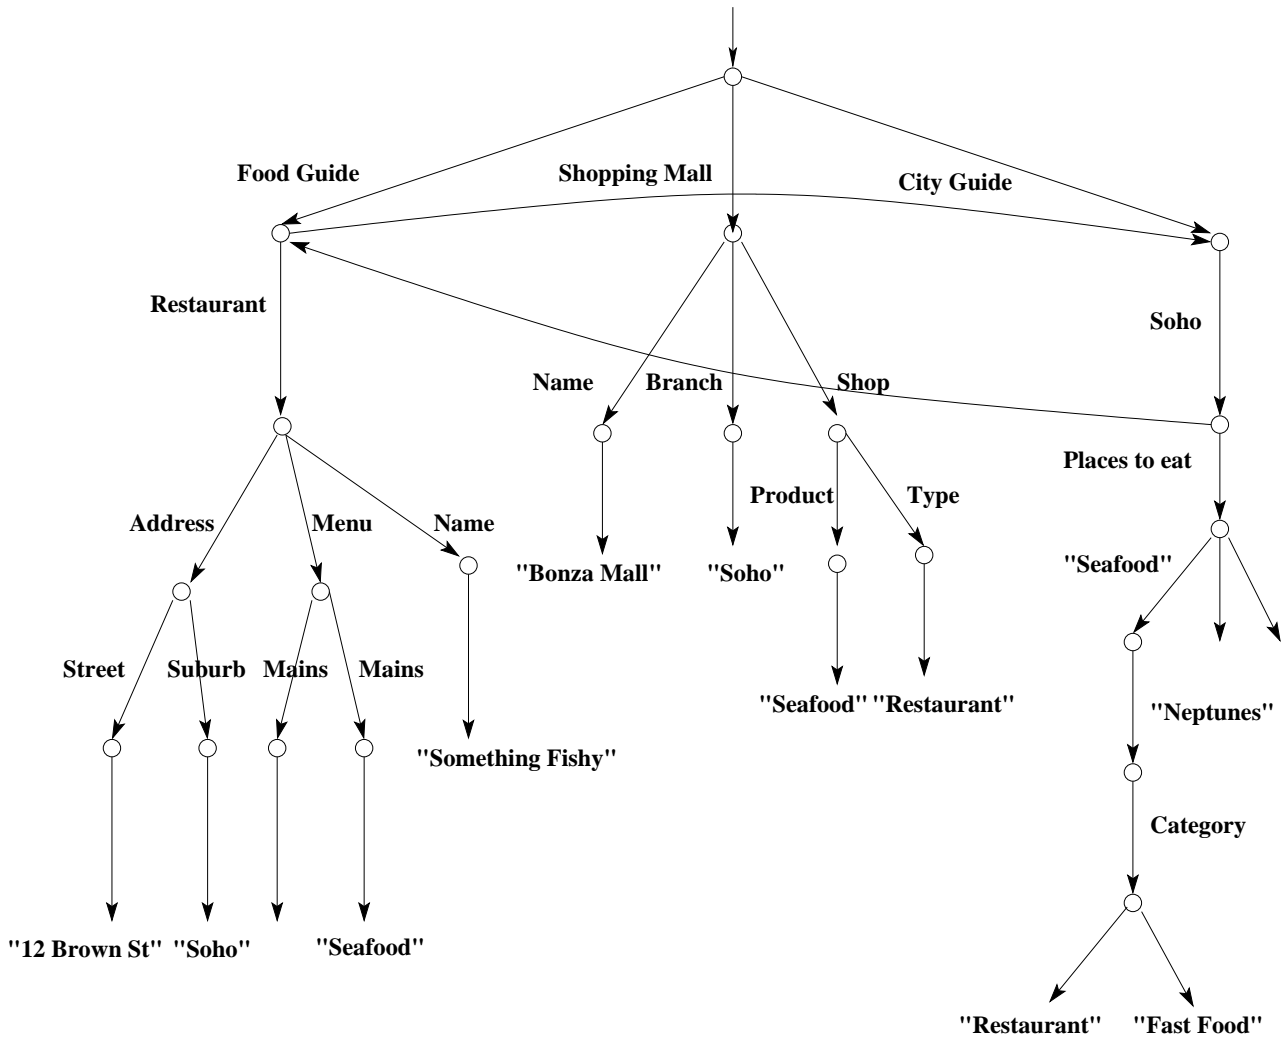 Food Guide
Shopping Mall
City Guide
Restaurant
Soho
Name
Branch
Shop
Places to eat
Product
Type
Address
Menu
Name
"Bonza Mall"
"Soho"
"Seafood"
Street
Suburb
Mains
Mains
"Seafood"
"Restaurant"
"Neptunes"
"Something Fishy"
Category
"12 Brown St"
"Soho"
"Seafood"
"Restaurant"
"Fast Food"